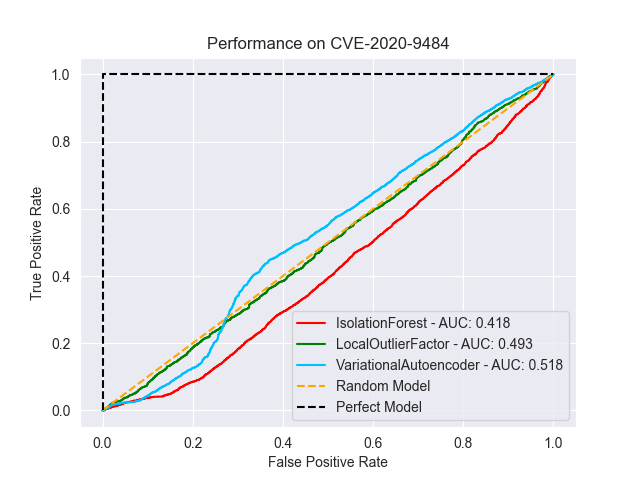 Performance on CVE-2020-9484
1.0
0.8
0.6
0.4
0.2
0.0
True Positive Rate
IsolationForest - AUC: 0.418
LocalOutlierFactor - AUC: 0.493
VariationalAutoencoder - AUC: 0.518
Random Model
Perfect Model
0.0 0.2 0.4 0.6 0.8 1.0
False Positive Rate